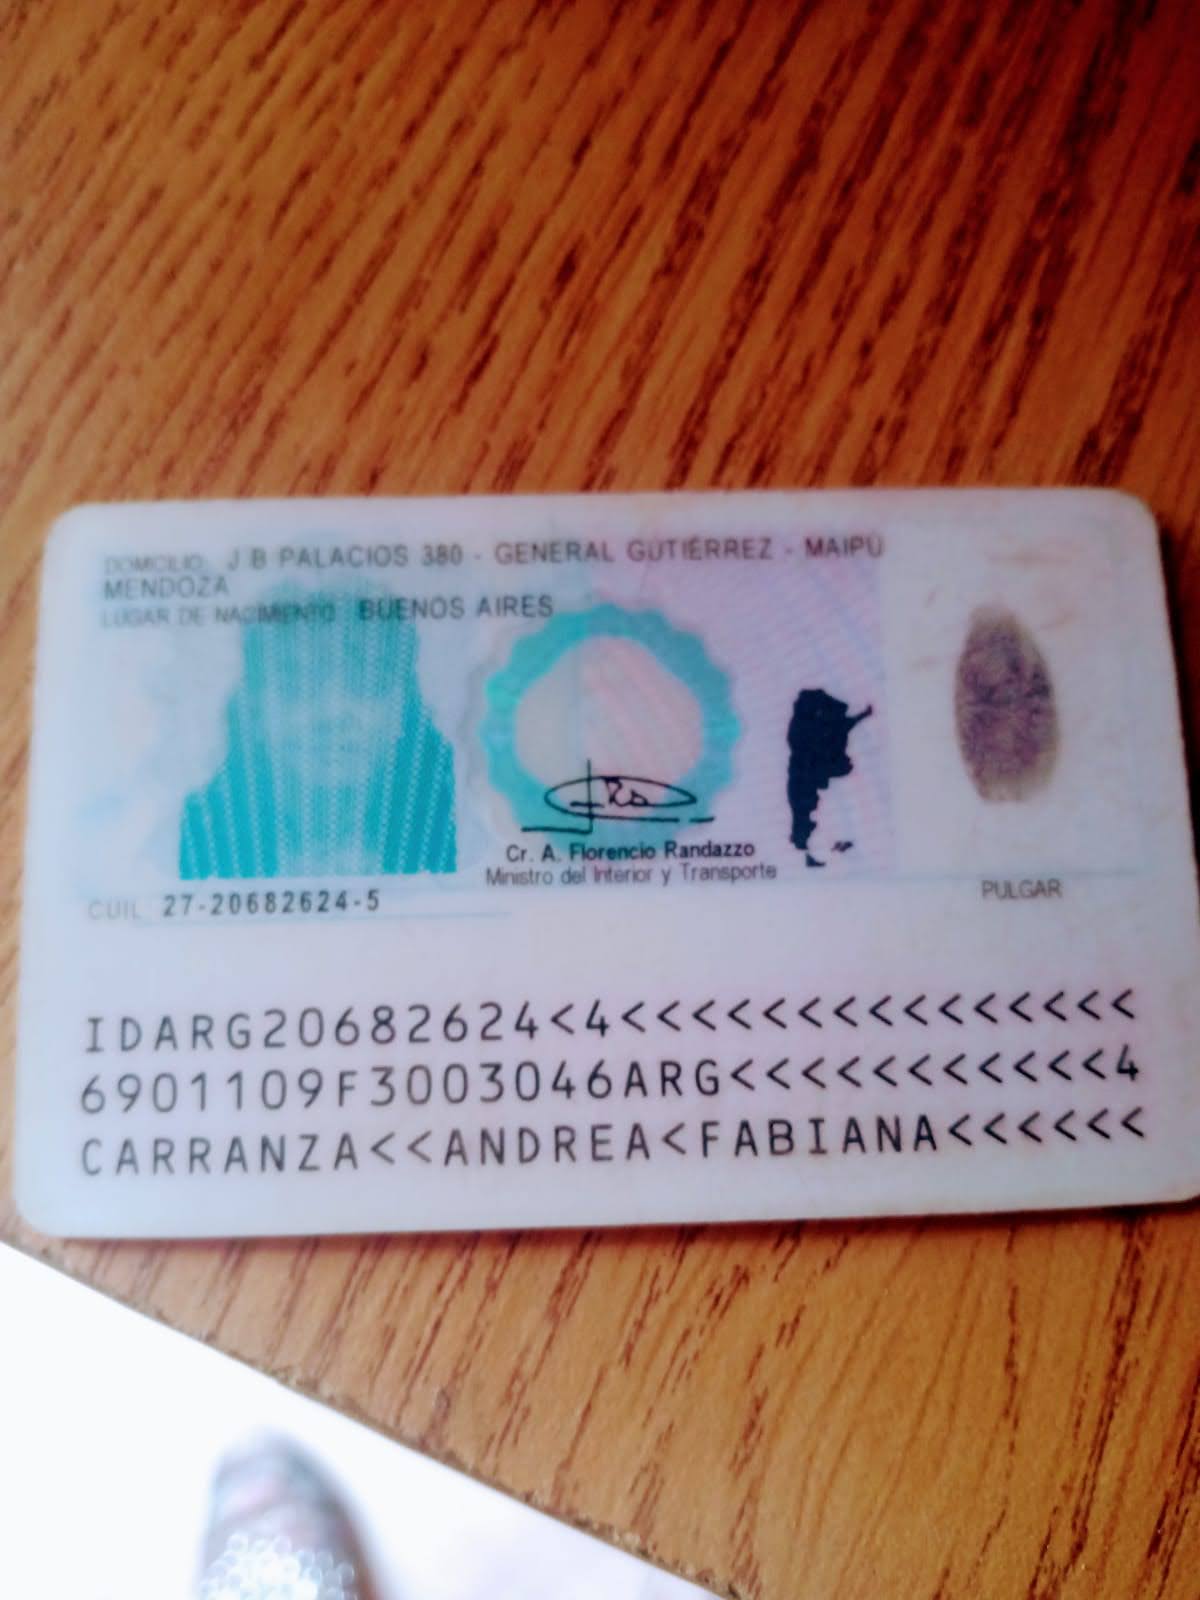 DOMICILIO: J B PALACIOS 380 - GENERAL GUTIÉRREZ - MAIPÚ
MENDOZA
LUGAR DE NACIMIENTO: BUENOS AIRES
Cr. A. Florencio Randazzo
Ministro del Interior y Transporte
PULGAR
CUIL 27-20682624-5
IDARG20682624<4<<<<<<<<<<<<<<<
6901109F3003046ARG<<<<<<<<<<<4
CARRANZA<<ANDREA<FABIANA<<<<<<